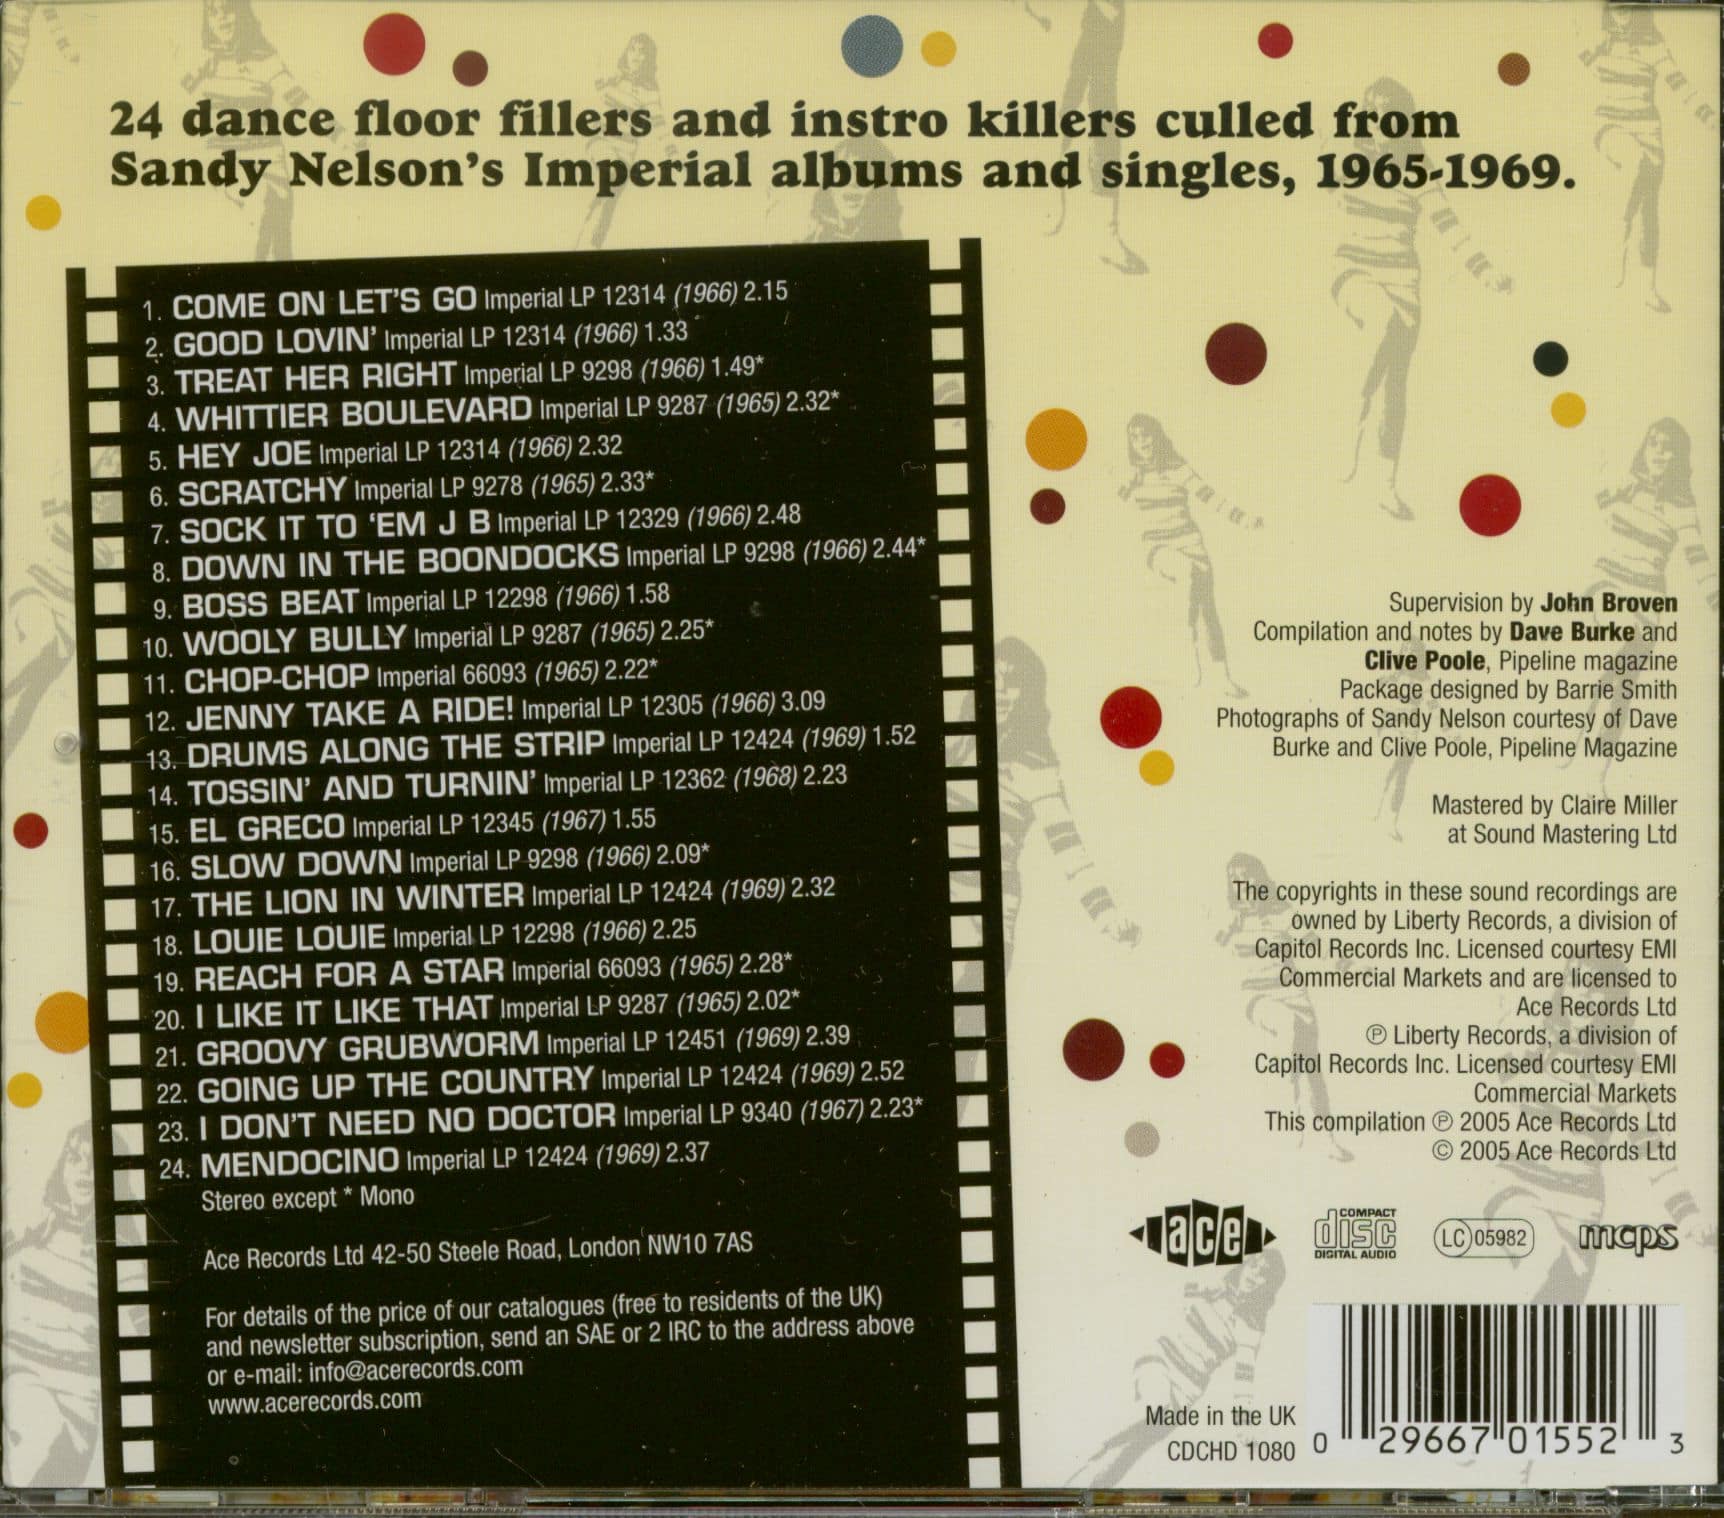 24 dance floor fillers and instro killers culled from
Sandy Nelson's Imperial albums and singles, 1965-1969.
1. COME ON LET'S GO Imperial LP 12314 (1966) 2.15
2. GOOD LOVIN' Imperial LP 12314 (1966) 1.33
3. TREAT HER RIGHT Imperial LP 9298 (1966) 1.49*
4. WHITTIER BOULEVARD Imperial LP 9287 (1965) 2.32*
5. HEY JOE Imperial LP 12314 (1966) 2.32
6. SCRATCHY Imperial LP 9278 (1965) 2.33*
7. SOCK IT TO 'EM J B Imperial LP 12329 (1966) 2.48
8. DOWN IN THE BOONDOCKS Imperial LP 9298 (1966) 2.44*
9. BOSS BEAT Imperial LP 12298 (1966) 1.58
10. WOOLY BULLY Imperial LP 9287 (1965) 2.25*
11. CHOP-CHOP Imperial 66093 (1965) 2.22*
12. JENNY TAKE A RIDE! Imperial LP 12305 (1966) 3.09
13. DRUMS ALONG THE STRIP Imperial LP 12424 (1969) 1.52
14. TOSSIN' AND TURNIN' Imperial LP 12362 (1968) 2.23
15. EL GRECO Imperial LP 12345 (1967) 1.55
16. SLOW DOWN Imperial LP 9298 (1966) 2.09*
17. THE LION IN WINTER Imperial LP 12424 (1969) 2.32
18. LOUIE LOUIE Imperial LP 12298 (1966) 2.25
19. REACH FOR A STAR Imperial 66093 (1965) 2.28*
20. I LIKE IT LIKE THAT Imperial LP 9287 (1965) 2.02*
21. GROOVY GRUBWORM Imperial LP 12451 (1969) 2.39
22. GOING UP THE COUNTRY Imperial LP 12424 (1969) 2.52
23. I DON'T NEED NO DOCTOR Imperial LP 9340 (1967) 2.23*
24. MENDOCINO Imperial LP 12424 (1969) 2.37
Stereo except * Mono
Ace Records Ltd 42-50 Steele Road, London NW10 7AS
For details of the price of our catalogues (free to residents of the UK)
and newsletter subscription, send an SAE or 2 IRC to the address above
or e-mail: info@acerecords.com
www.acerecords.com
Supervision by John Broven
Compilation and notes by Dave Burke and
Clive Poole, Pipeline magazine
Package designed by Barrie Smith
Photographs of Sandy Nelson courtesy of Dave
Burke and Clive Poole, Pipeline Magazine
Mastered by Claire Miller
at Sound Mastering Ltd
The copyrights in these sound recordings are
owned by Liberty Records, a division of
Capitol Records Inc. Licensed courtesy EMI
Commercial Markets and are licensed to
Ace Records Ltd
℗ Liberty Records, a division of
Capitol Records Inc. Licensed courtesy EMI
Commercial Markets
This compilation ℗ 2005 Ace Records Ltd
© 2005 Ace Records Ltd
ace
COMPACT
disc
DIGITAL AUDIO
LC 05982
mcps
Made in the UK
CDCHD 1080
0 29667 01552 3